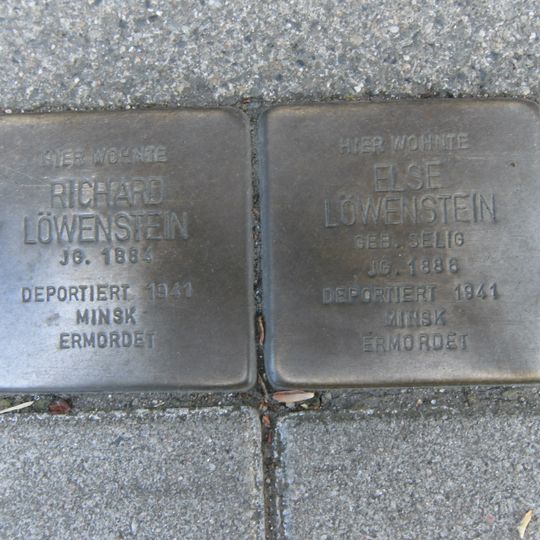 HIER WOHNTE
RICHARD
LÖWENSTEIN
JG. 1884
DEPORTIERT 1941
MINSK
ERMORDET
HIER WOHNTE
ELSE
LÖWENSTEIN
GEB. SELIG
JG. 1886
DEPORTIERT 1941
MINSK
ERMORDET